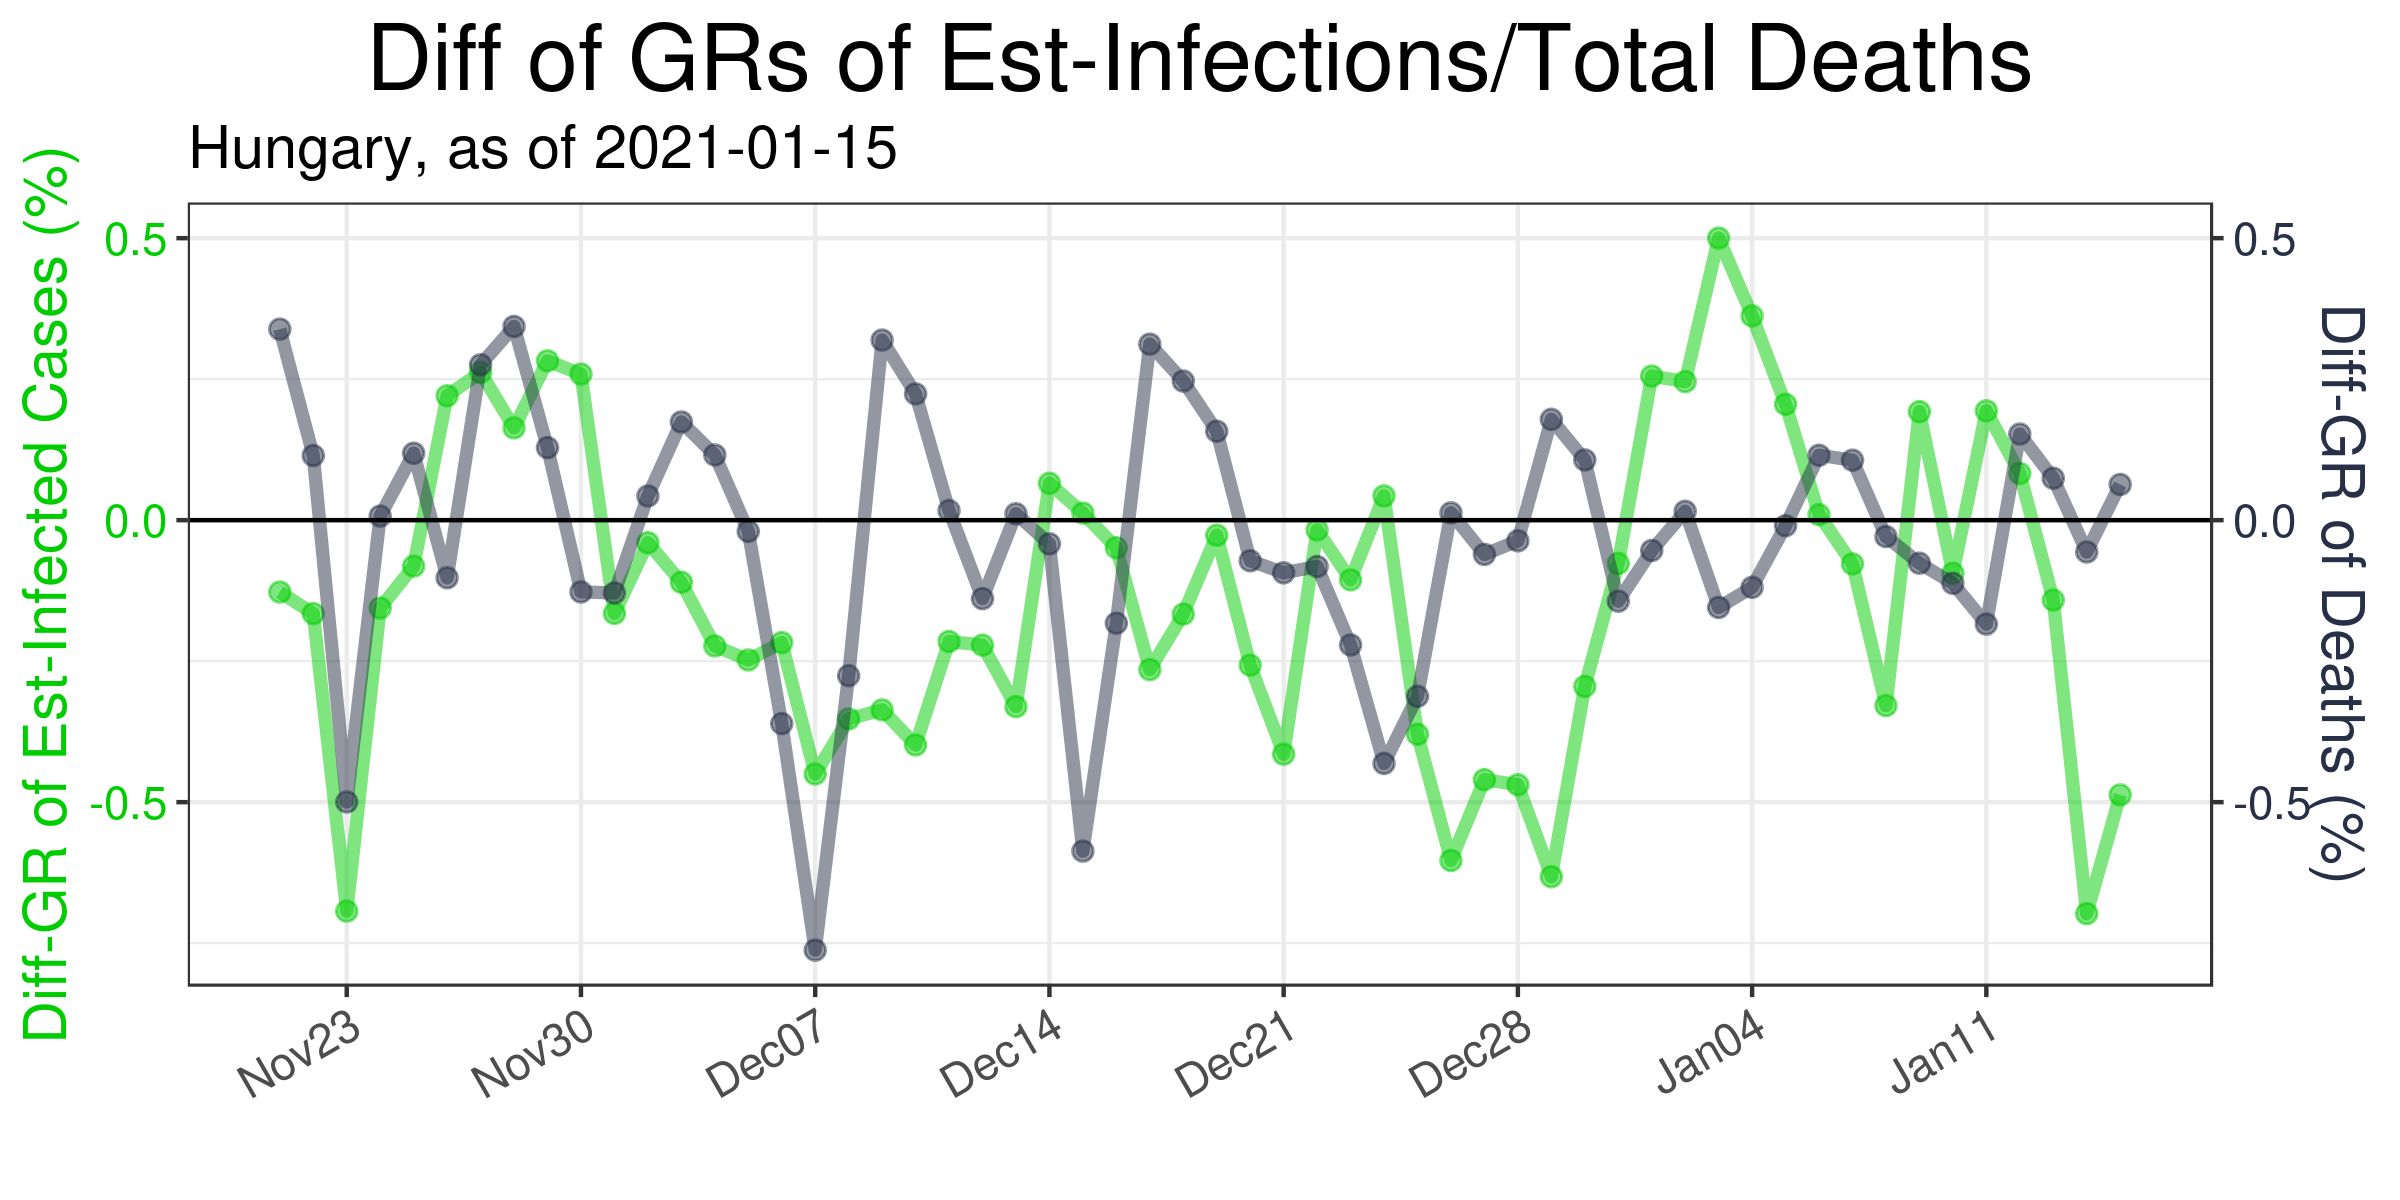 Diff of GRs of Est-Infections/Total Deaths
Hungary, as of 2021-01-15
Diff-GR of Est-Infected Cases (%)
0.5
0.0
-0.5
0.5
0.0
-0.5
Diff-GR of Deaths (%)
Nov23
Nov30
Dec07
Dec14
Dec21
Dec28
Jan04
Jan11